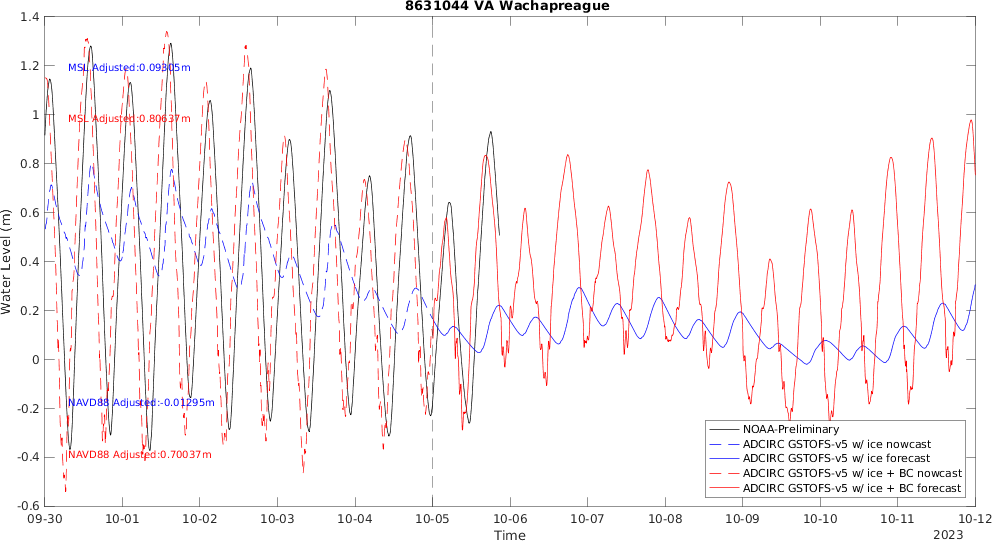 8631044 VA Wachapreague
1.4
1.2
1
0.8
0.6
0.4
0.2
0
-0.2
-0.4
-0.6
Water Level (m)
MSL Adjusted:0.09305m
MSL Adjusted:0.80637m
NAVD88 Adjusted:-0.01295m
NAVD88 Adjusted:0.70037m
NOAA-Preliminary
ADCIRC GSTOFS-v5 w/ ice nowcast
ADCIRC GSTOFS-v5 w/ ice forecast
ADCIRC GSTOFS-v5 w/ ice + BC nowcast
ADCIRC GSTOFS-v5 w/ ice + BC forecast
09-30 10-01 10-02 10-03 10-04 10-05 10-06 10-07 10-08 10-09 10-10 10-11 10-12
Time
2023